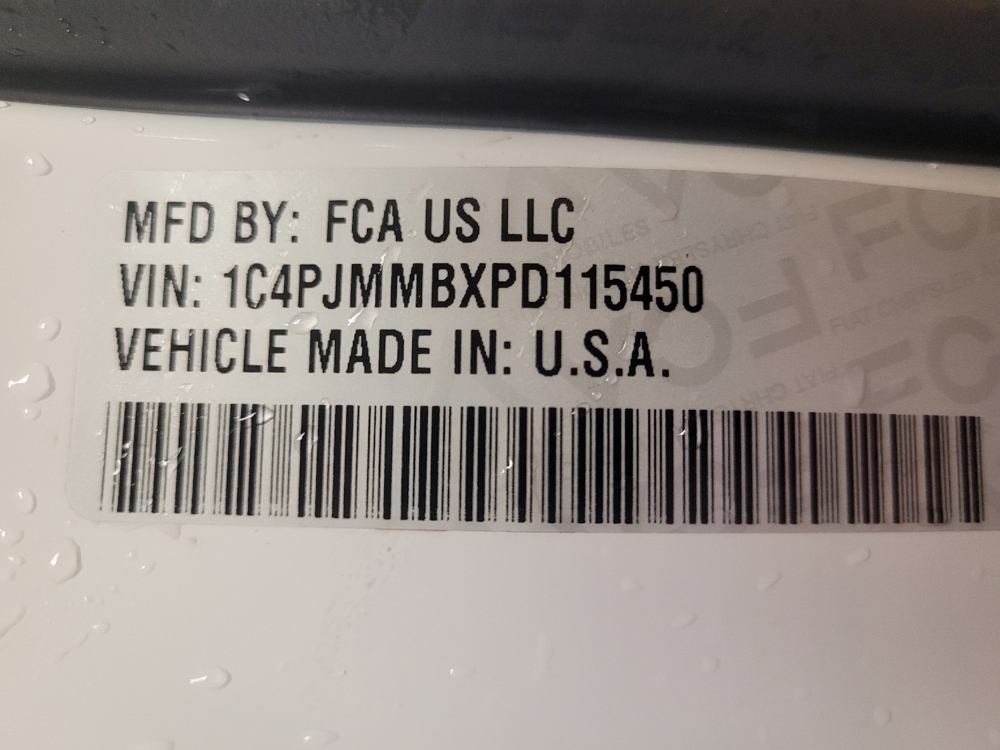 MFD BY: FCA US LLC
VIN: 1C4PJMMBXPD115450
VEHICLE MADE IN: U.S.A.